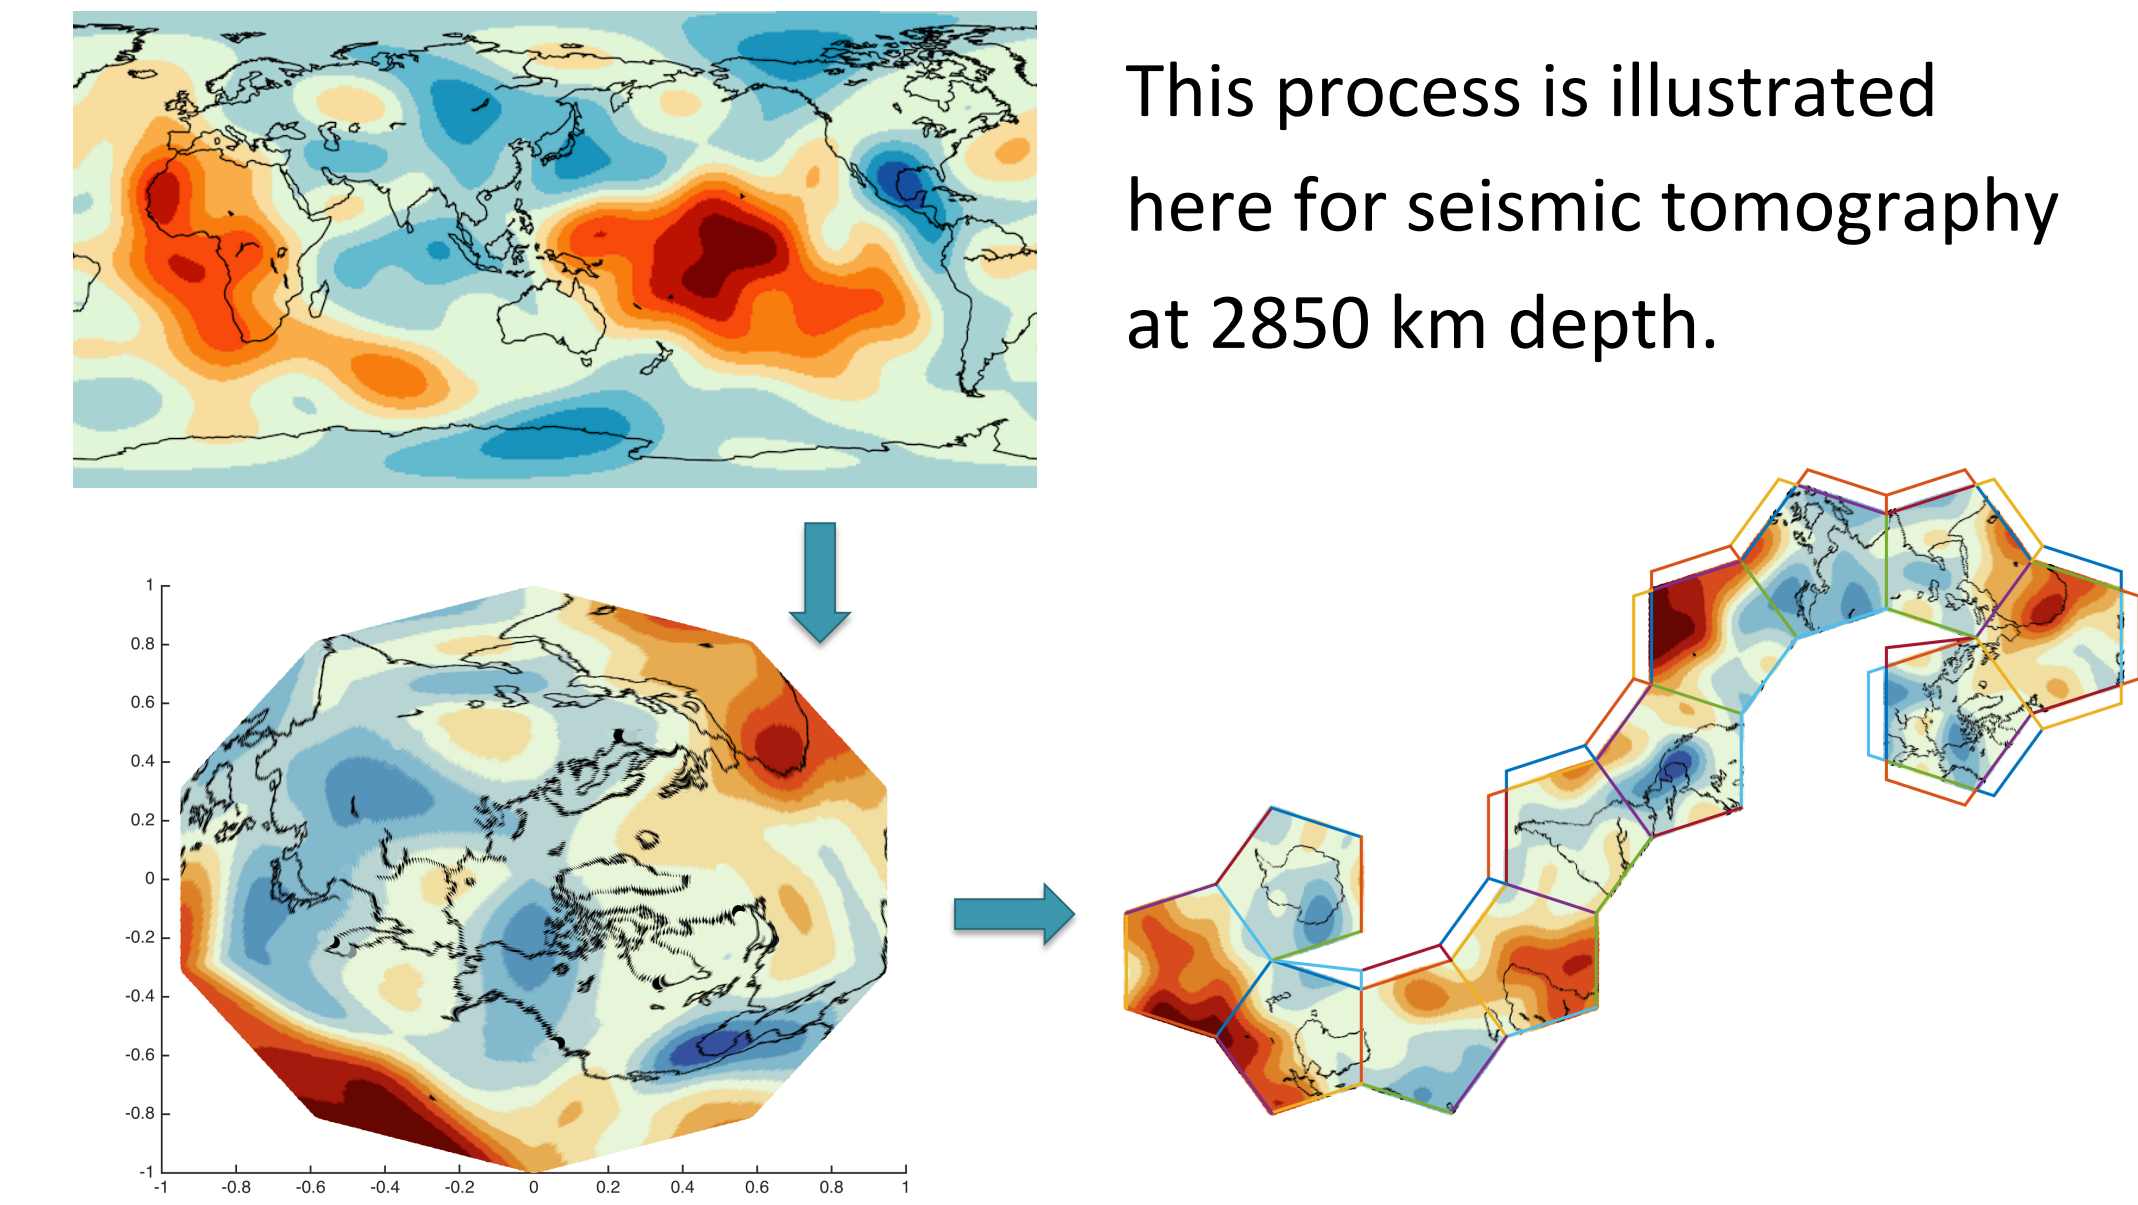 This process is illustrated
here for seismic tomography
at 2850 km depth.
1
0.8
0.6
0.4
0.2
0
-0.2
-0.4
-0.6
-0.8
-1
-1 -0.8 -0.6 -0.4 -0.2 0 0.2 0.4 0.6 0.8 1